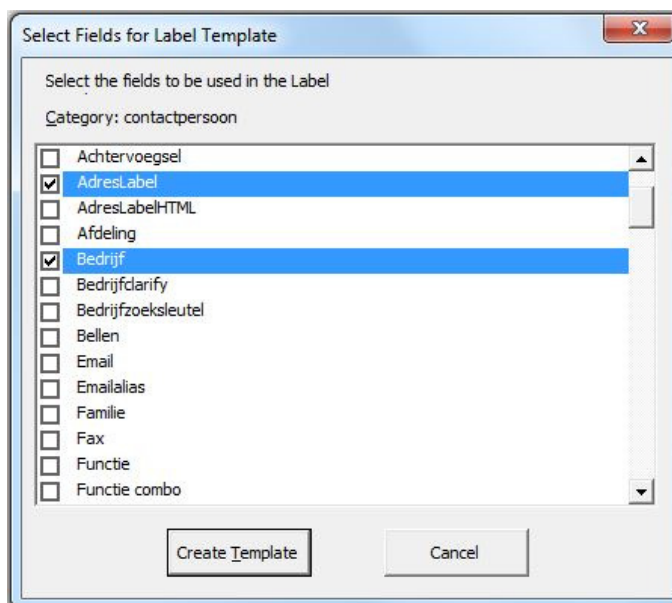 Select Fields for Label Template
Select the fields to be used in the Label
Category: contactpersoon
Achtervoegsel
AdresLabel
AdresLabelHTML
Afdeling
Bedrijf
Bedrijfclarify
Bedrijfzoeksleutel
Bellen
Email
Emailalias
Familie
Fax
Functie
Functie combo
Create Template
Cancel